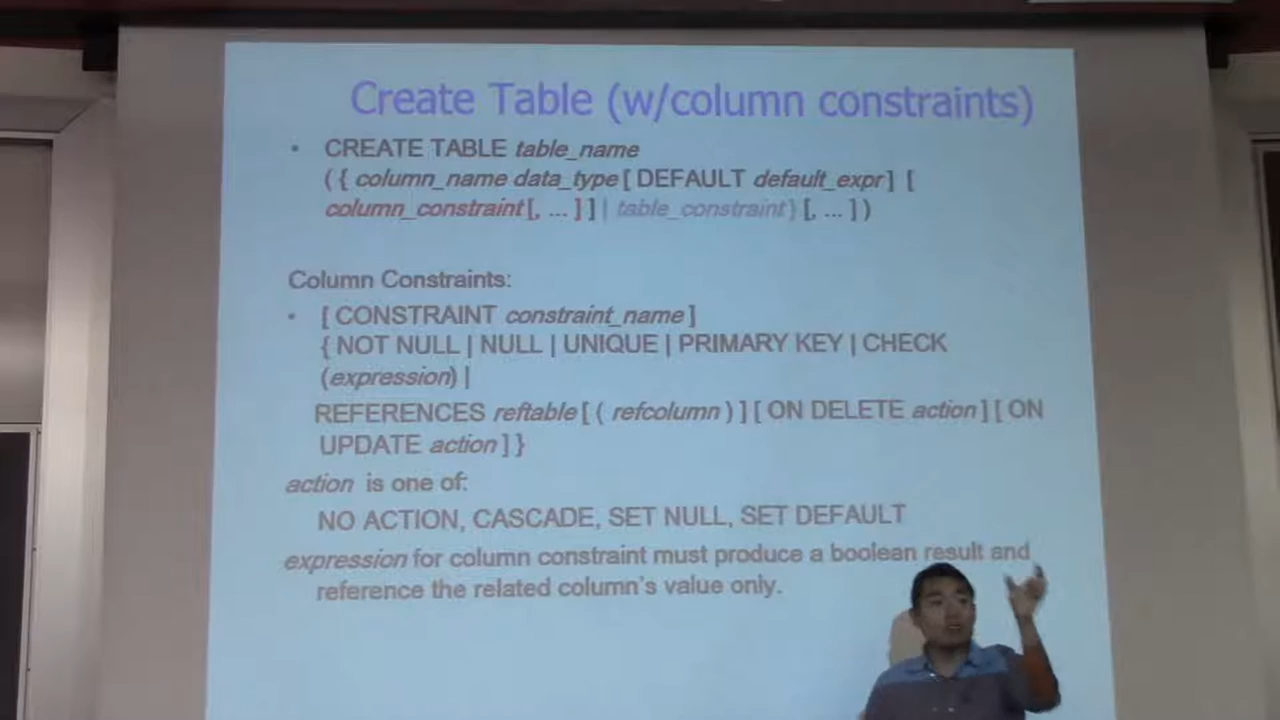 Create Table (w/column constraints)
• CREATE TABLE table_name
( { column_name data_type [ DEFAULT default_expr ] [
column_constraint [, ... ] ] | table_constraint } [, ... ] )
Column Constraints:
• [ CONSTRAINT constraint_name ]
{ NOT NULL | NULL | UNIQUE | PRIMARY KEY | CHECK
(expression) |
REFERENCES reftable [ ( refcolumn ) ] [ ON DELETE action ] [ ON
UPDATE action ] }
action is one of:
NO ACTION, CASCADE, SET NULL, SET DEFAULT
expression for column constraint must produce a boolean result and
reference the related column's value only.